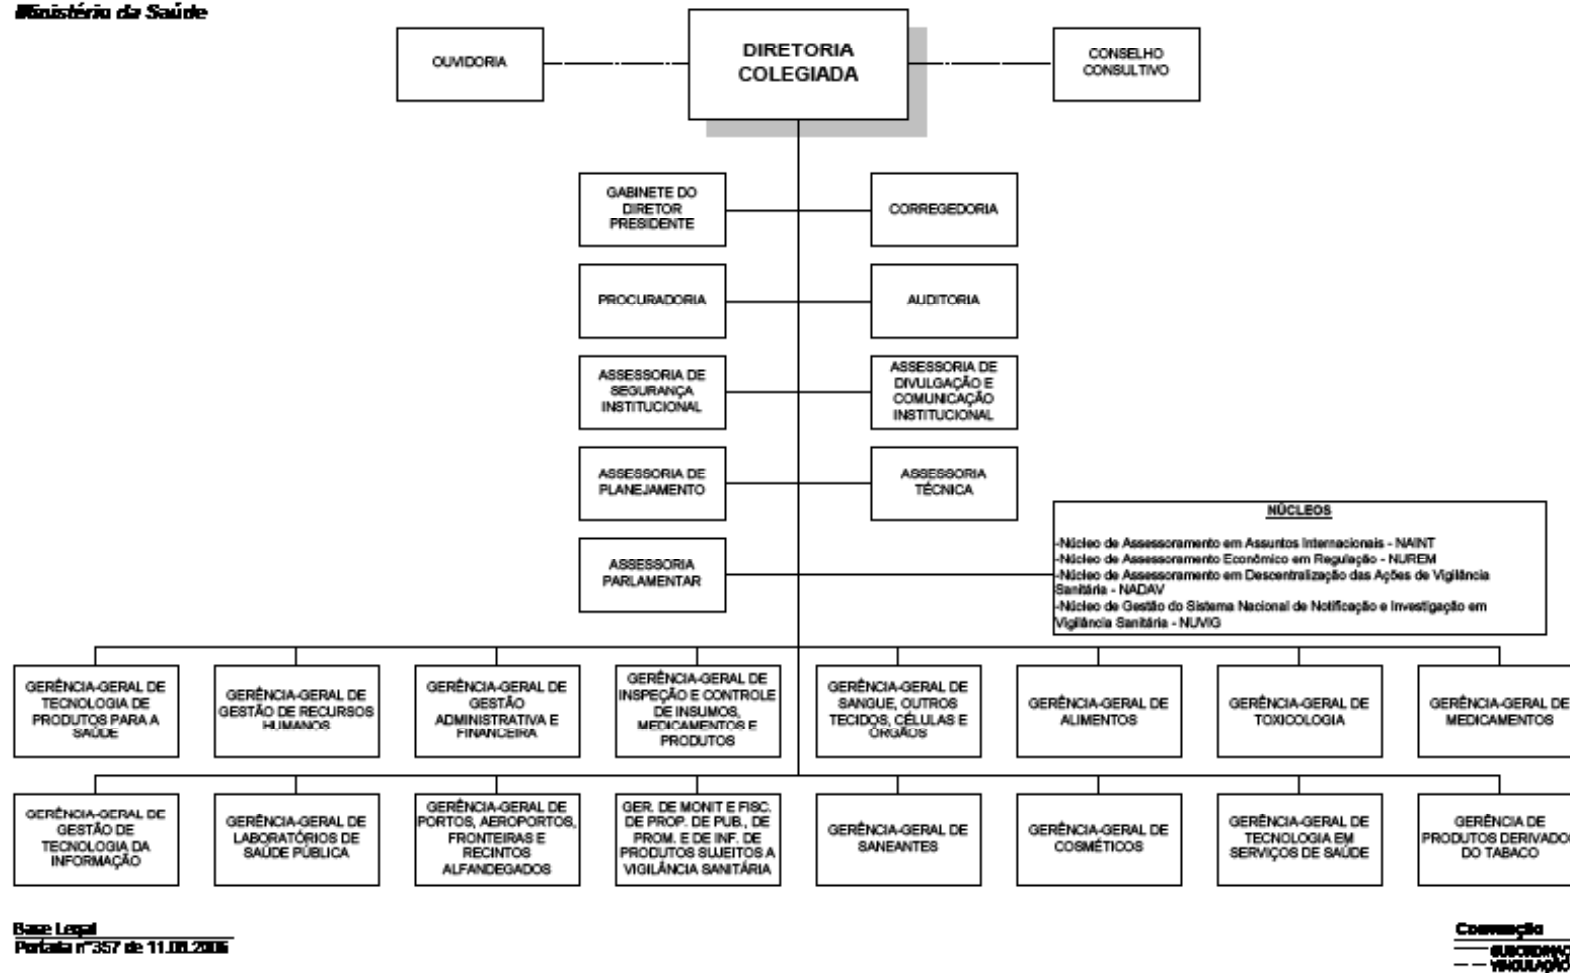 Ministério da Saúde
OUVIDORIA
DIRETORIA
COLEGIADA
CONSELHO
CONSULTIVO
GABINETE DO
DIRETOR
PRESIDENTE
CORREGEDORIA
PROCURADORIA
AUDITORIA
ASSESSORIA DE
SEGURANÇA
INSTITUCIONAL
ASSESSORIA DE
DIVULGAÇÃO E
COMUNICAÇÃO
INSTITUCIONAL
ASSESSORIA DE
PLANEJAMENTO
ASSESSORIA
TÉCNICA
ASSESSORIA
PARLAMENTAR
NÚCLEOS
-Núcleo de Assessoramento em Assuntos Internacionais - NAINT
-Núcleo de Assessoramento Econômico em Regulação - NUREM
-Núcleo de Assessoramento em Descentralização das Ações de Vigilância
Sanitária - NADAV
-Núcleo de Gestão do Sistema Nacional de Notificação e Investigação em
Vigilância Sanitária - NUVIG
GERÊNCIA-GERAL DE
TECNOLOGIA DE
PRODUTOS PARA A
SAÚDE
GERÊNCIA-GERAL DE
GESTÃO DE RECURSOS
HUMANOS
GERÊNCIA-GERAL DE
GESTÃO
ADMINISTRATIVA E
FINANCEIRA
GERÊNCIA-GERAL DE
INSPEÇÃO E CONTROLE
DE INSUMOS,
MEDICAMENTOS E
PRODUTOS
GERÊNCIA-GERAL DE
SANGUE, OUTROS
TECIDOS, CÉLULAS E
ÓRGÃOS
GERÊNCIA-GERAL DE
ALIMENTOS
GERÊNCIA-GERAL DE
TOXICOLOGIA
GERÊNCIA-GERAL DE
MEDICAMENTOS
GERÊNCIA-GERAL DE
GESTÃO DE
TECNOLOGIA DA
INFORMAÇÃO
GERÊNCIA-GERAL DE
LABORATÓRIOS DE
SAÚDE PÚBLICA
GERÊNCIA-GERAL DE
PORTOS, AEROPORTOS,
FRONTEIRAS E
RECINTOS
ALFANDEGADOS
GER. DE MONIT E FISC.
DE PROP. DE PUB., DE
PROM. E DE INF. DE
PRODUTOS SUJEITOS A
VIGILÂNCIA SANITÁRIA
GERÊNCIA-GERAL DE
SANEANTES
GERÊNCIA-GERAL DE
COSMÉTICOS
GERÊNCIA-GERAL DE
TECNOLOGIA EM
SERVIÇOS DE SAÚDE
GERÊNCIA DE
PRODUTOS DERIVADO
DO TABACO
Base Legal
Portaria nº 357 de
Convenção
VINCULAÇÃO